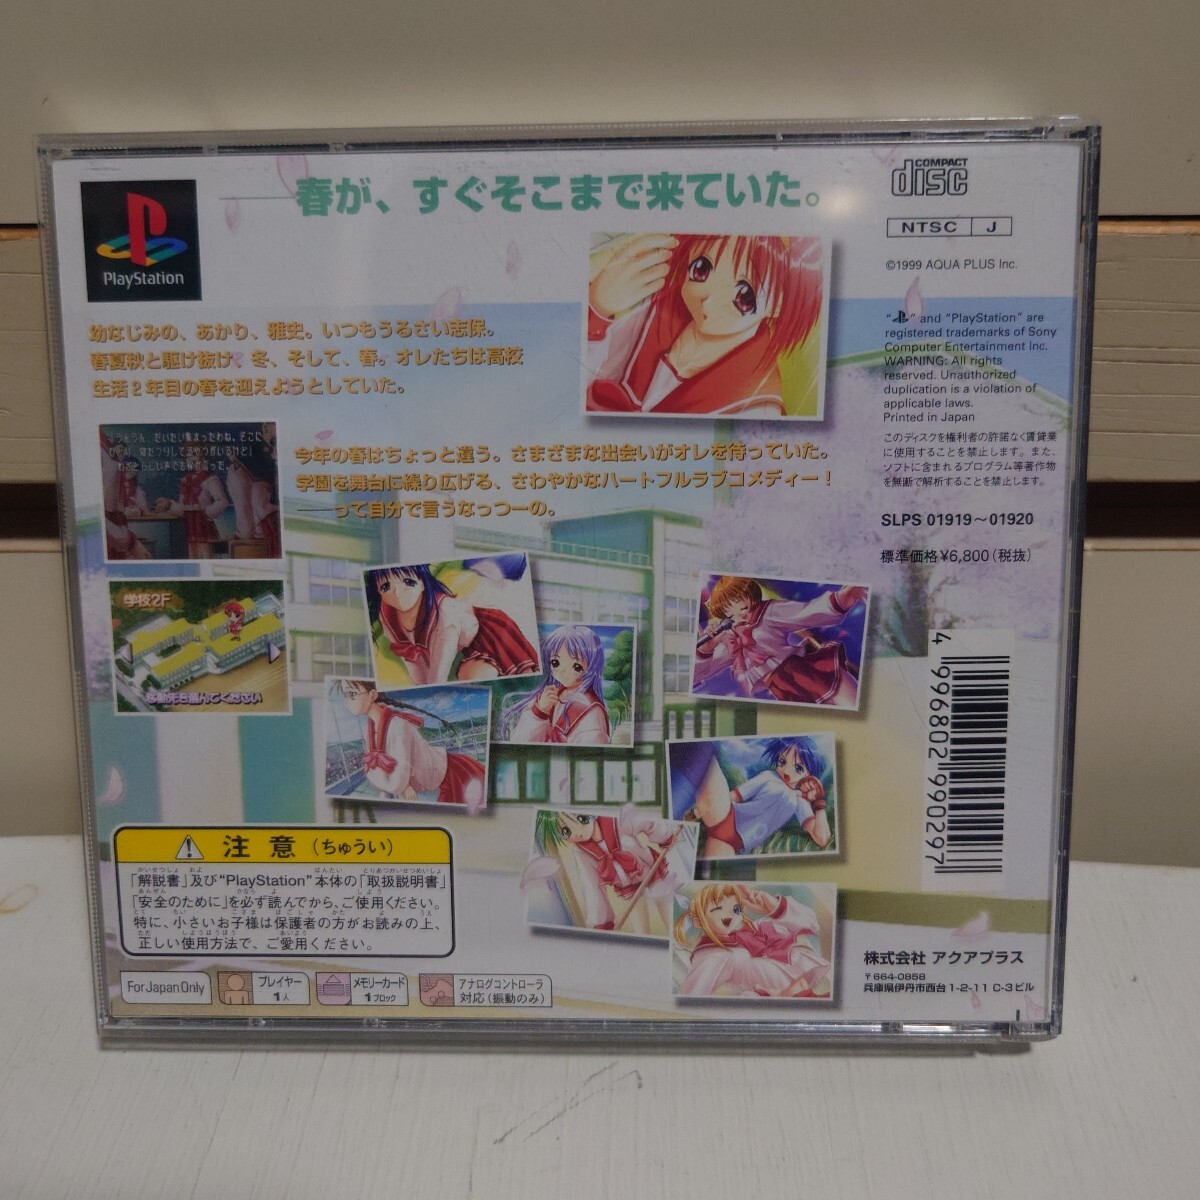 春が、すぐそこまで来ていた。
PlayStation
COMPACT
disc
NTSC J
©1999 AQUA PLUS Inc.
幼なじみの、あかり、雅史。いつもうるさい志保。
春夏秋と駆け抜け、冬、そして、春。オレたちは高校
生活2年目の春を迎えようとしていた。
今年の春はちょっと違う。さまざまな出会いがオレを待っていた。
学園を舞台に繰り広げる、さわやかなハートフルラブコメディー!
――って自分で言うなっつーの。
" " and "PlayStation" are
registered trademarks of Sony
Computer Entertainment Inc.
WARNING: All rights
reserved. Unauthorized
duplication is a violation of
applicable laws.
Printed in Japan
このディスクを権利者の許諾なく賃貸業
に使用することを禁止します。また、
ソフトに含まれるプログラム等著作物
を無断で解析することを禁止します。
SLPS 01919～01920
標準価格¥6,800(税抜)
学校2F
移動先を選んでください
4 996802 990297
注意(ちゅうい)
「解説書」及び"PlayStation"本体の「取扱説明書」
「安全のために」を必ず読んでから、ご使用ください。
特に、小さいお子様は保護者の方がお読みの上、
正しい使用方法で、ご愛用ください。
For Japan Only
プレイヤー
1人
メモリーカード
1ブロック
アナログコントローラ
対応(振動のみ)
株式会社 アクアプラス
〒664-0858
兵庫県伊丹市西台1-2-11 C-3ビル